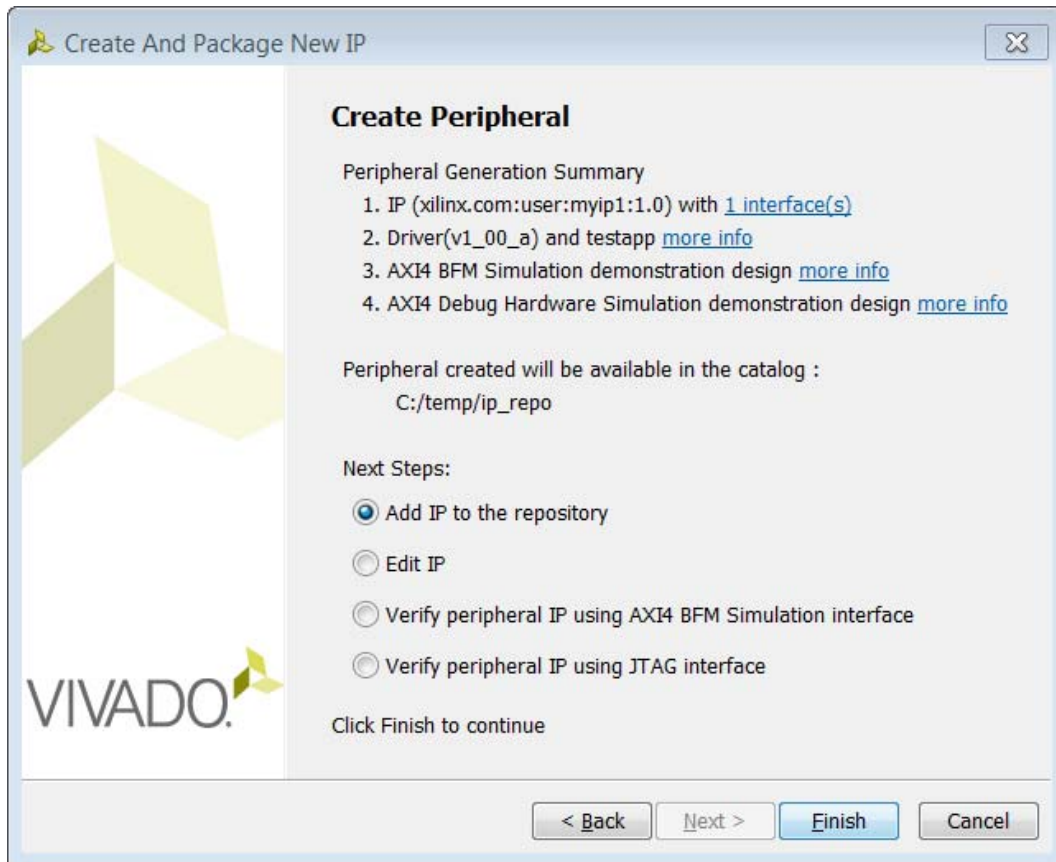 Create And Package New IP
Create Peripheral
Peripheral Generation Summary
1. IP (xilinx.com:user:myip1:1.0) with 1 interface(s)
2. Driver(v1_00_a) and testapp more info
3. AXI4 BFM Simulation demonstration design more info
4. AXI4 Debug Hardware Simulation demonstration design more info
Peripheral created will be available in the catalog :
C:/temp/ip_repo
Next Steps:
Add IP to the repository
Edit IP
Verify peripheral IP using AXI4 BFM Simulation interface
Verify peripheral IP using JTAG interface
VIVADO.
Click Finish to continue
< Back Next > Finish Cancel